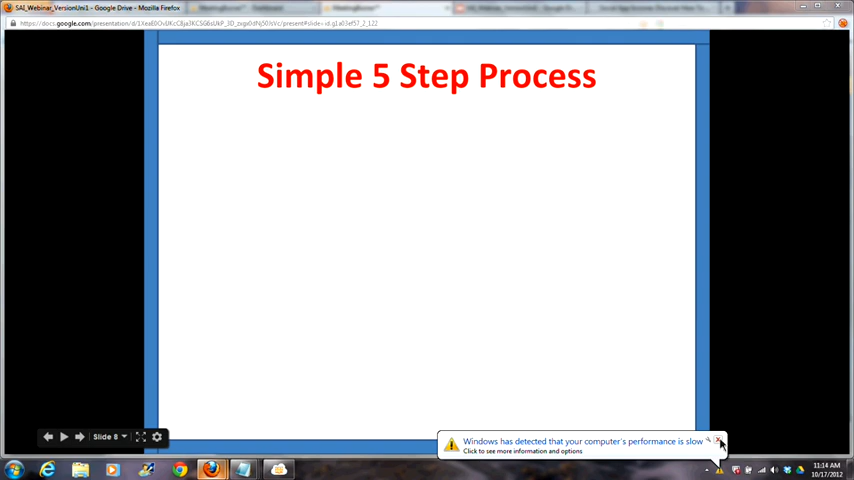 SAI_Webinar_VersionUni1 - Google Drive - Mozilla Firefox
Simple 5 Step Process
Slide 8
Windows has detected that your computer's performance is slow
Click to see more information and options
11:14 AM
10/17/2012